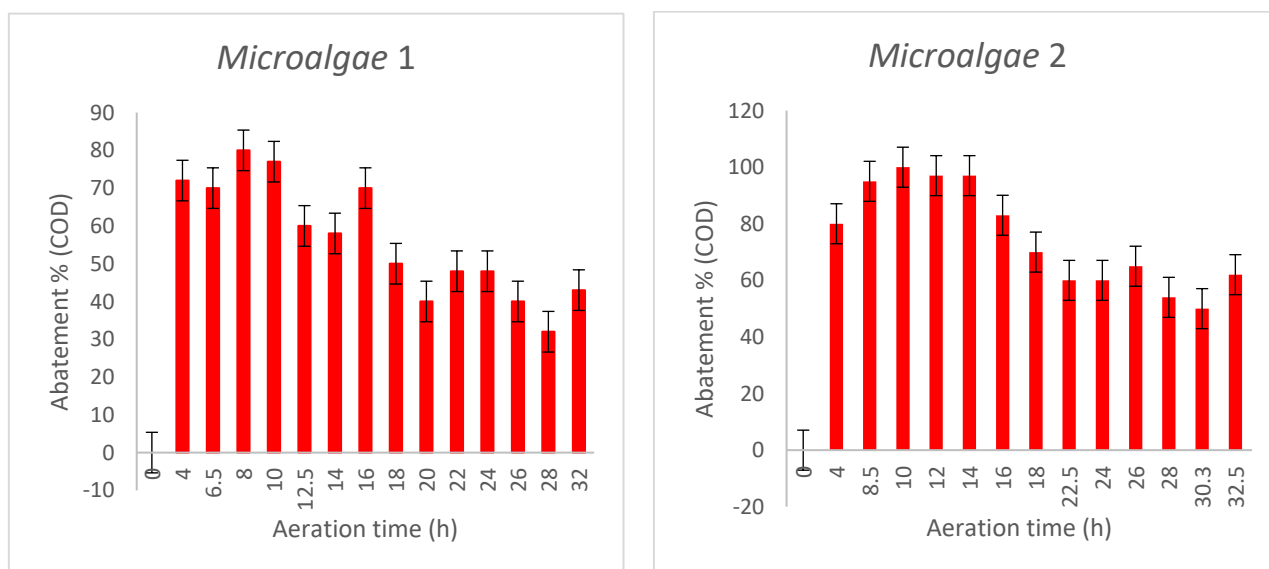 Microalgae 1
90
80
70
60
50
40
30
20
10
0
-10
Abatement % (COD)
0 4 6.5 8 10 12.5 14 16 18 20 22 24 26 28 32
Aeration time (h)
Microalgae 2
120
100
80
60
40
20
0
-20
Abatement % (COD)
0 4 8.5 10 12 14 16 18 22.5 24 26 28 30.3 32.5
Aeration time (h)